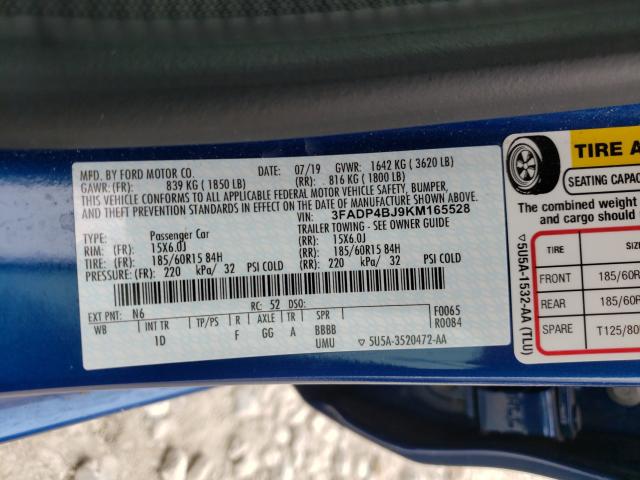 MFD. BY FORD MOTOR CO.
DATE: 07/19 GVWR: 1642 KG ( 3620 LB)
GAWR: (FR): 839 KG ( 1850 LB) (RR): 816 KG ( 1800 LB)
THIS VEHICLE CONFORMS TO ALL APPLICABLE FEDERAL MOTOR VEHICLE SAFETY, BUMPER,
AND THEFT PREVENTION STANDARDS IN EFFECT ON THE DATE OF MANUFACTURE SHOWN ABOVE.
VIN: 3FADP4BJ9KM165528
TYPE: Passenger Car TRAILER TOWING - SEE OWNER GUIDE
RIM: (FR): 15X6.0J (RR): 15X6.0J
TIRE: (FR): 185/60R15 84H (RR): 185/60R15 84H
PRESSURE: (FR): 220 kPa/ 32 PSI COLD (RR): 220 kPa/ 32 PSI COLD
EXT PNT: N6 RC: 52 DSO: F0065
R0084
WB INT TR TP/PS R AXLE TR SPR
1D F GG A BBBB
UMU ▽ 5U5A-3520472-AA
TIRE A
SEATING CAPAC
The combined weight
and cargo should
TIRE
FRONT 185/60R
REAR 185/60R
SPARE T125/80
▽ 5U5A-1532-AA (TLU)